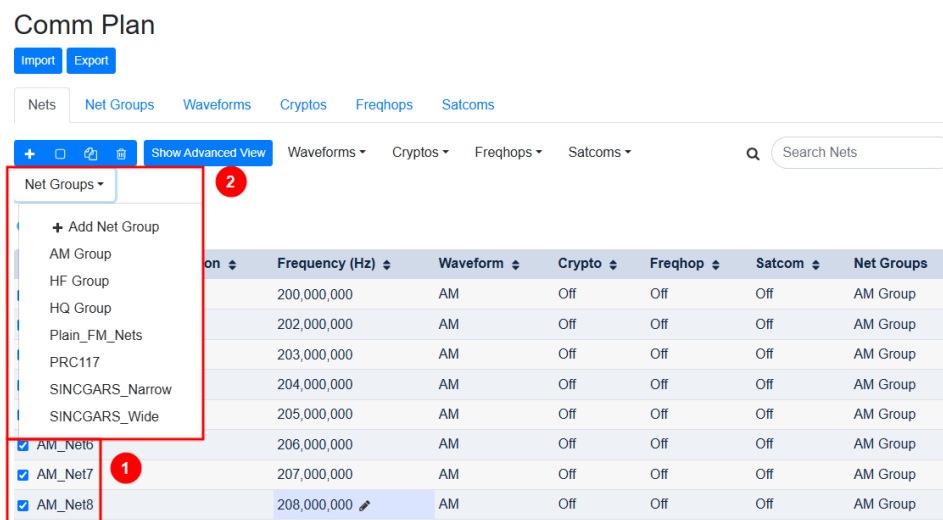 Comm Plan
Import Export
Nets Net Groups Waveforms Cryptos Freqhops Satcoms
Show Advanced View Waveforms Cryptos Freqhops Satcoms Search Nets
Net Groups 2
Add Net Group
AM Group
HF Group
HQ Group
Plain_FM_Nets
PRC117
SINCGARS_Narrow
SINCGARS_Wide
on Frequency (Hz) Waveform Crypto Freqhop Satcom Net Groups
200,000,000 AM Off Off Off AM Group
202,000,000 AM Off Off Off AM Group
203,000,000 AM Off Off Off AM Group
204,000,000 AM Off Off Off AM Group
205,000,000 AM Off Off Off AM Group
AM_Net6 206,000,000 AM Off Off Off AM Group
AM_Net7 1 207,000,000 AM Off Off Off AM Group
AM_Net8 208,000,000 AM Off Off Off AM Group